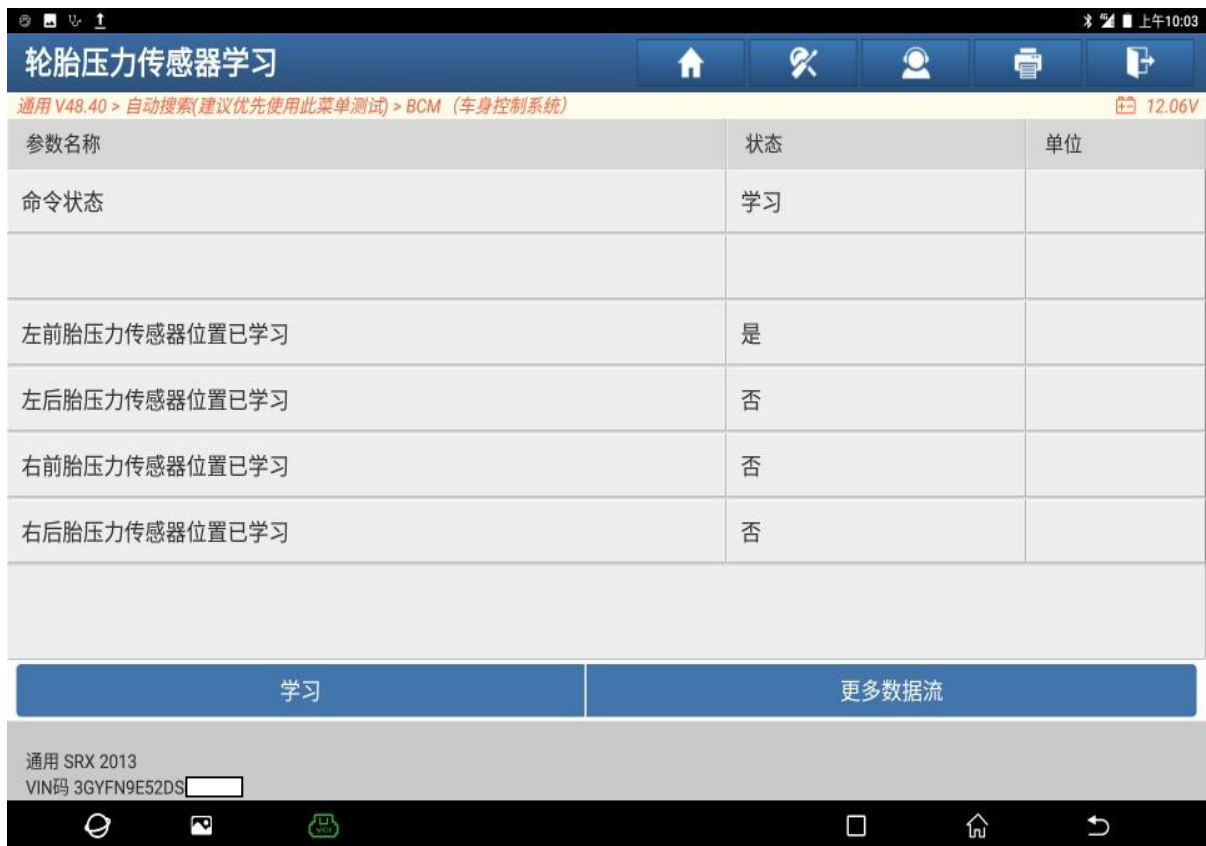 上午10:03
轮胎压力传感器学习
通用 V48.40 > 自动搜索(建议优先使用此菜单测试) > BCM（车身控制系统）
12.06V
参数名称 状态 单位
命令状态 学习
左前胎压力传感器位置已学习 是
左后胎压力传感器位置已学习 否
右前胎压力传感器位置已学习 否
右后胎压力传感器位置已学习 否
学习 更多数据流
通用 SRX 2013
VIN码 3GYFN9E52DS